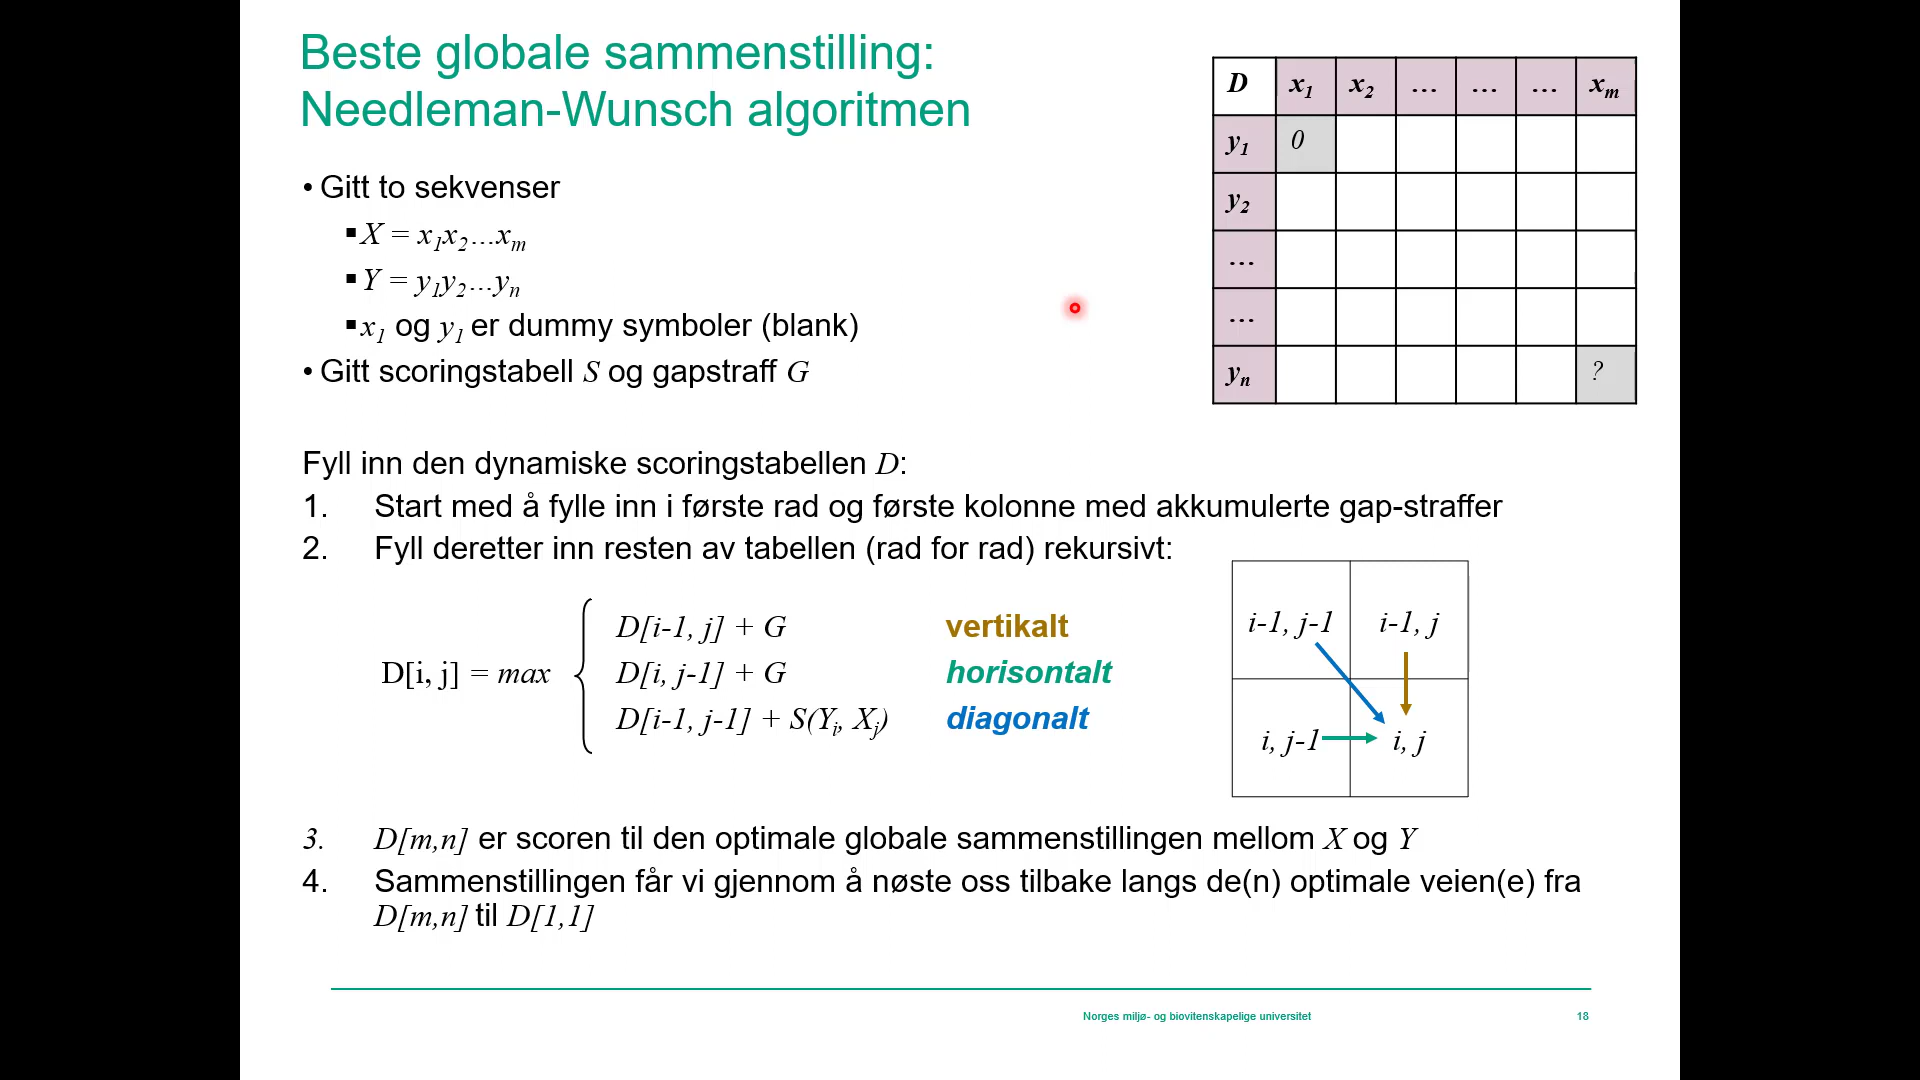 Beste globale sammenstilling:
Needleman-Wunsch algoritmen
• Gitt to sekvenser
▪ X = x1x2…xm
▪ Y = y1y2…yn
▪ x1 og y1 er dummy symboler (blank)
• Gitt scoringstabell S og gapstraff G
D x1 x2 … … … xm
y1 0
y2
…
…
yn ?
Fyll inn den dynamiske scoringstabellen D:
1. Start med å fylle inn i første rad og første kolonne med akkumulerte gap-straffer
2. Fyll deretter inn resten av tabellen (rad for rad) rekursivt:
D[i, j] = max
D[i-1, j] + G vertikalt
D[i, j-1] + G horisontalt
D[i-1, j-1] + S(Yi, Xj) diagonalt
i-1, j-1 i-1, j
i, j-1 i, j
3. D[m,n] er scoren til den optimale globale sammenstillingen mellom X og Y
4. Sammenstillingen får vi gjennom å nøste oss tilbake langs de(n) optimale veien(e) fra
D[m,n] til D[1,1]
Norges miljø- og biovitenskapelige universitet 18